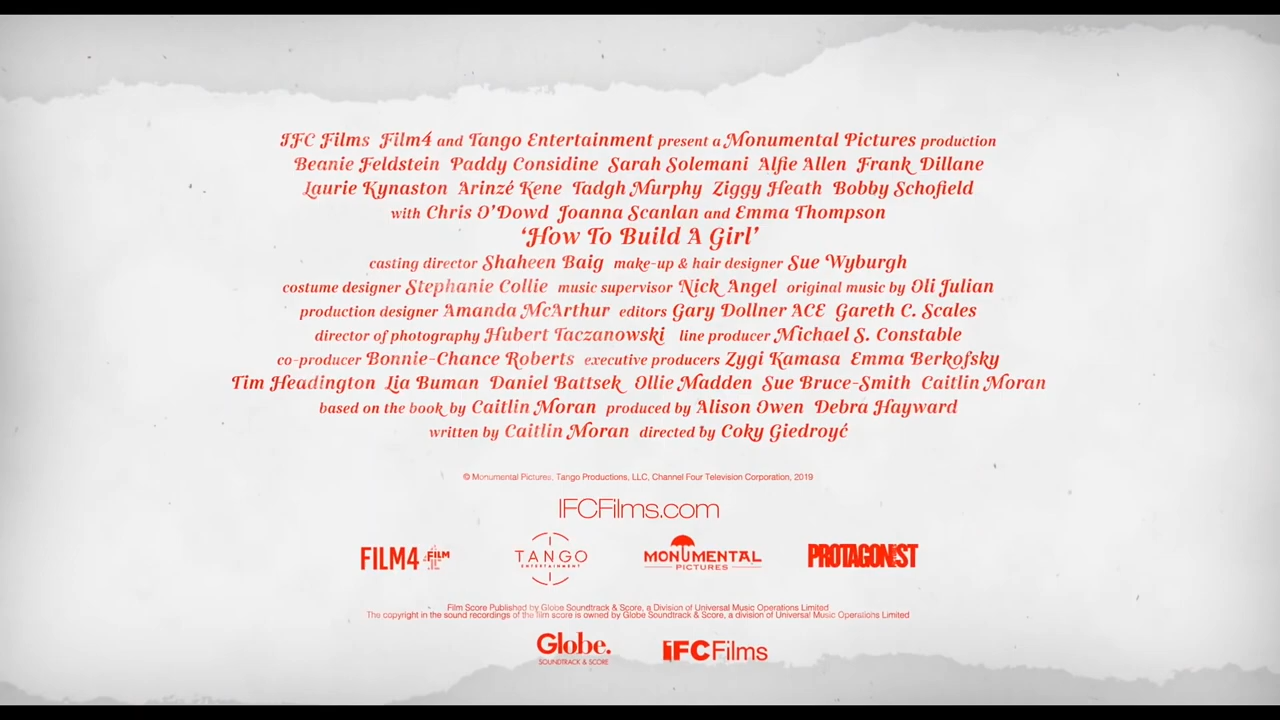 IFC Films Film4 and Tango Entertainment present a Monumental Pictures production
Beanie Feldstein Paddy Considine Sarah Solemani Alfie Allen Frank Dillane
Laurie Kynaston Arinzé Kene Tadgh Murphy Ziggy Heath Bobby Schofield
with Chris O'Dowd Joanna Scanlan and Emma Thompson
‘How To Build A Girl’
casting director Shaheen Baig make-up & hair designer Sue Wyburgh
costume designer Stephanie Collie music supervisor Nick Angel original music by Oli Julian
production designer Amanda McArthur editors Gary Dollner ACE Gareth C. Scales
director of photography Hubert Taczanowski line producer Michael S. Constable
co-producer Bonnie-Chance Roberts executive producers Zygi Kamasa Emma Berkofsky
Tim Headington Lia Buman Daniel Battsek Ollie Madden Sue Bruce-Smith Caitlin Moran
based on the book by Caitlin Moran produced by Alison Owen Debra Hayward
written by Caitlin Moran directed by Coky Giedroyć
© Monumental Pictures, Tango Productions, LLC, Channel Four Television Corporation, 2019
IFCFilms.com
FILM4 FILM TANGO ENTERTAINMENT MONUMENTAL PICTURES PROTAGONIST
Film Score Published by Globe Soundtrack & Score, a Division of Universal Music Operations Limited
The copyright in the sound recordings of the film score is owned by Globe Soundtrack & Score, a division of Universal Music Operations Limited
Globe. SOUNDTRACK & SCORE IFC Films